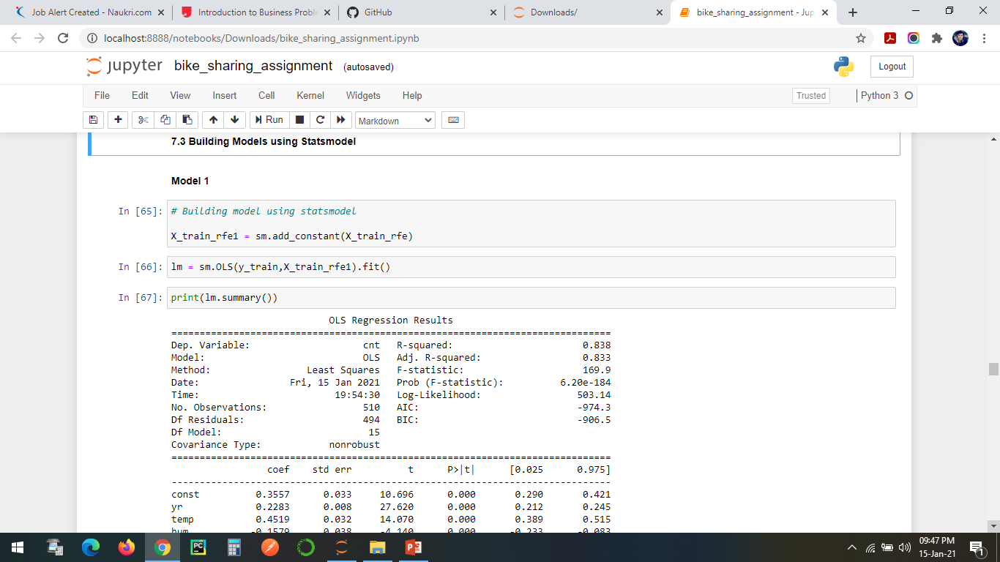 Job Alert Created - Naukri.com
Introduction to Business Proble
GitHub
Downloads/
bike_sharing_assignment - Jup
localhost:8888/notebooks/Downloads/bike_sharing_assignment.ipynb
jupyter bike_sharing_assignment (autosaved)
Logout
File Edit View Insert Cell Kernel Widgets Help
Trusted Python 3
Run
Markdown
7.3 Building Models using Statsmodel
Model 1
In [65]: # Building model using statsmodel
X_train_rfe1 = sm.add_constant(X_train_rfe)
In [66]: lm = sm.OLS(y_train,X_train_rfe1).fit()
In [67]: print(lm.summary())
OLS Regression Results
==============================================================================
Dep. Variable: cnt R-squared: 0.838
Model: OLS Adj. R-squared: 0.833
Method: Least Squares F-statistic: 169.9
Date: Fri, 15 Jan 2021 Prob (F-statistic): 6.20e-184
Time: 19:54:30 Log-Likelihood: 503.14
No. Observations: 510 AIC: -974.3
Df Residuals: 494 BIC: -906.5
Df Model: 15
Covariance Type: nonrobust
==============================================================================
coef std err t P>|t| [0.025 0.975]
------------------------------------------------------------------------------
const 0.3557 0.033 10.696 0.000 0.290 0.421
yr 0.2283 0.008 27.620 0.000 0.212 0.245
temp 0.4519 0.032 14.070 0.000 0.389 0.515
hum -0.1579 0.038 -4.140 0.000 -0.233 -0.083
PC
09:47 PM
15-Jan-21
1